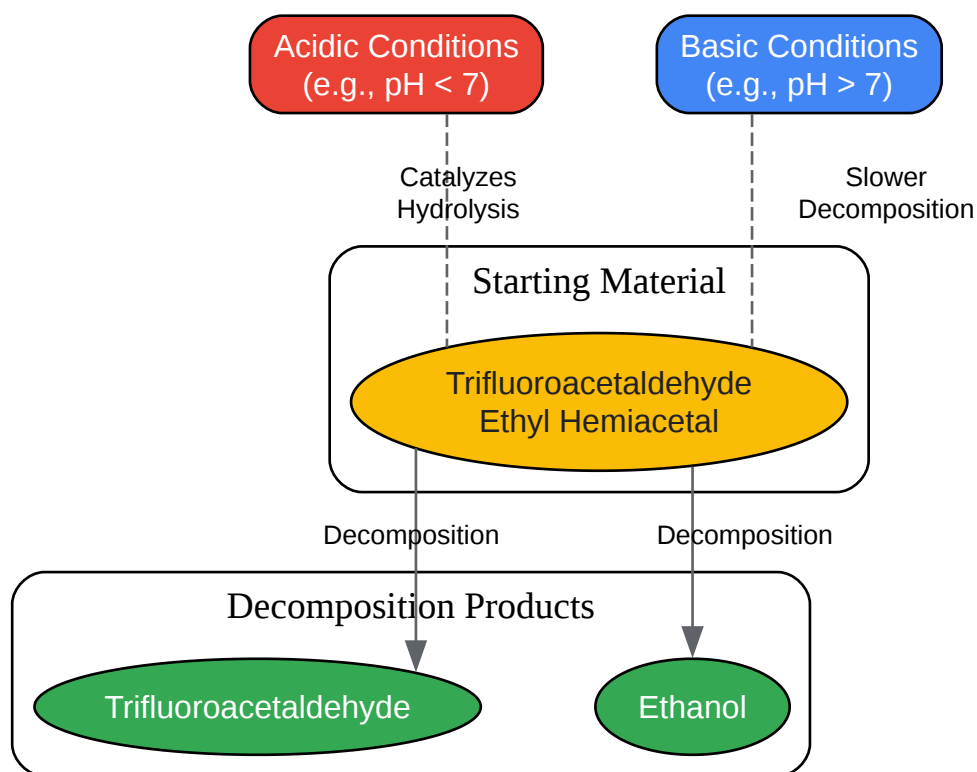 Acidic Conditions
(e.g., pH < 7)
Basic Conditions
(e.g., pH > 7)
Catalyzes
Hydrolysis
Slower
Decomposition
Starting Material
Trifluoroacetaldehyde
Ethyl Hemiacetal
Decomposition
Decomposition
Decomposition Products
Trifluoroacetaldehyde
Ethanol